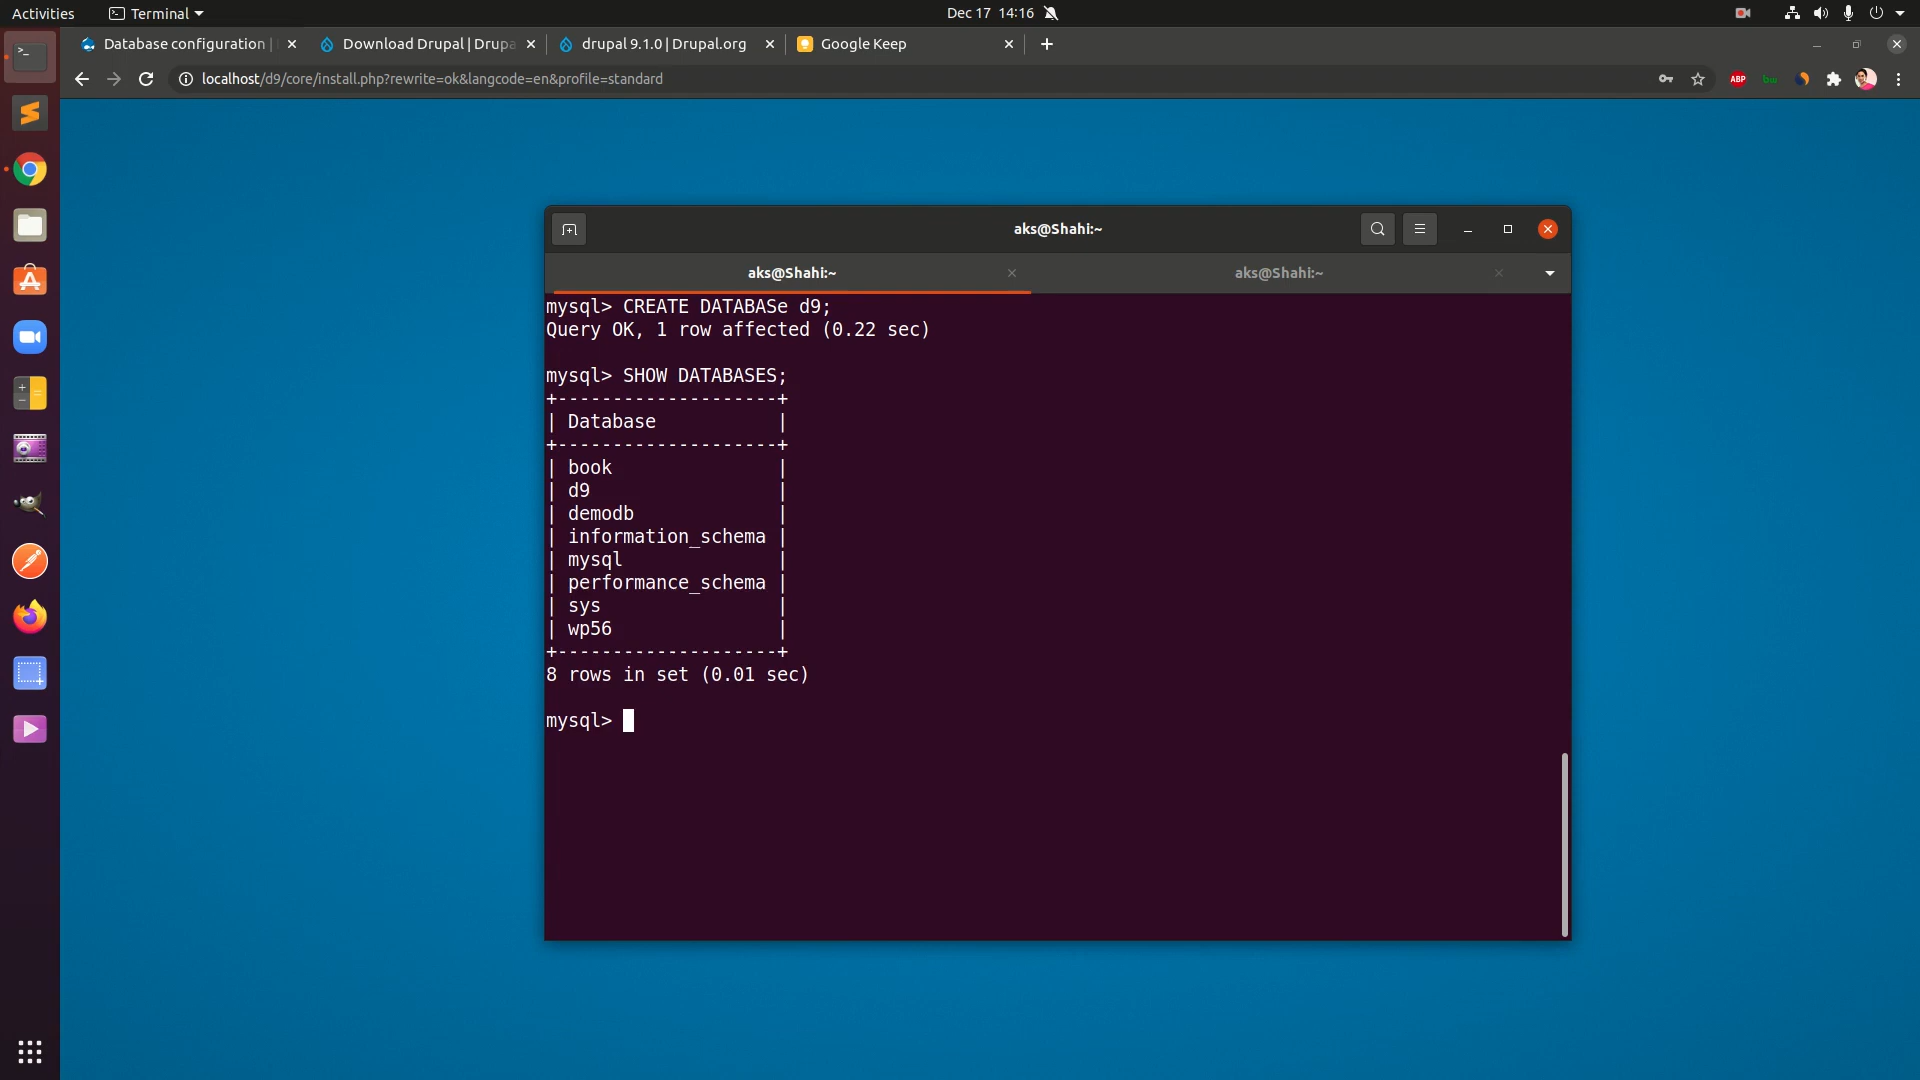 Activities
Terminal
Dec 17 14:16
Database configuration |
Download Drupal | Drupa
drupal 9.1.0 | Drupal.org
Google Keep
localhost/d9/core/install.php?rewrite=ok&langcode=en&profile=standard
ABP
aks@Shahi:~
aks@Shahi:~
aks@Shahi:~
mysql> CREATE DATABASe d9;
Query OK, 1 row affected (0.22 sec)
mysql> SHOW DATABASES;
+--------------------+
| Database           |
+--------------------+
| book               |
| d9                 |
| demodb             |
| information_schema |
| mysql              |
| performance_schema |
| sys                |
| wp56               |
+--------------------+
8 rows in set (0.01 sec)
mysql>